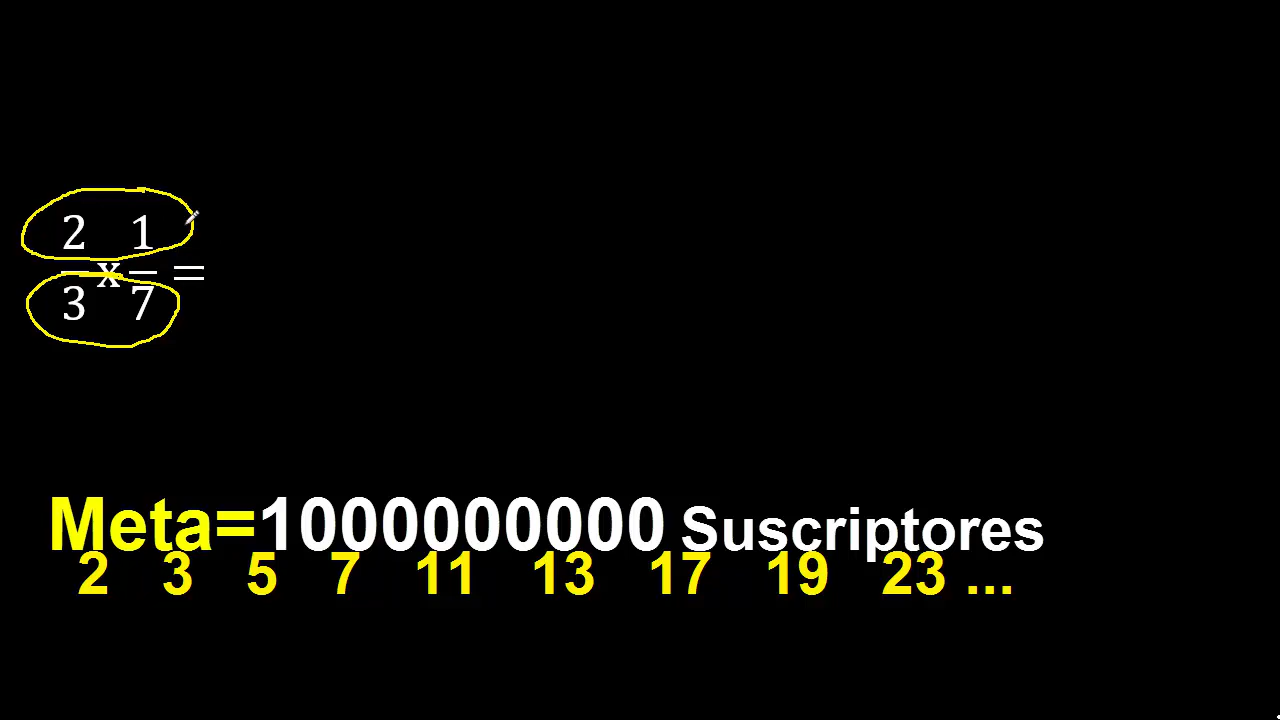 2 1
x =
3 7
Meta=1000000000 Suscriptores
2 3 5 7 11 13 17 19 23 ...